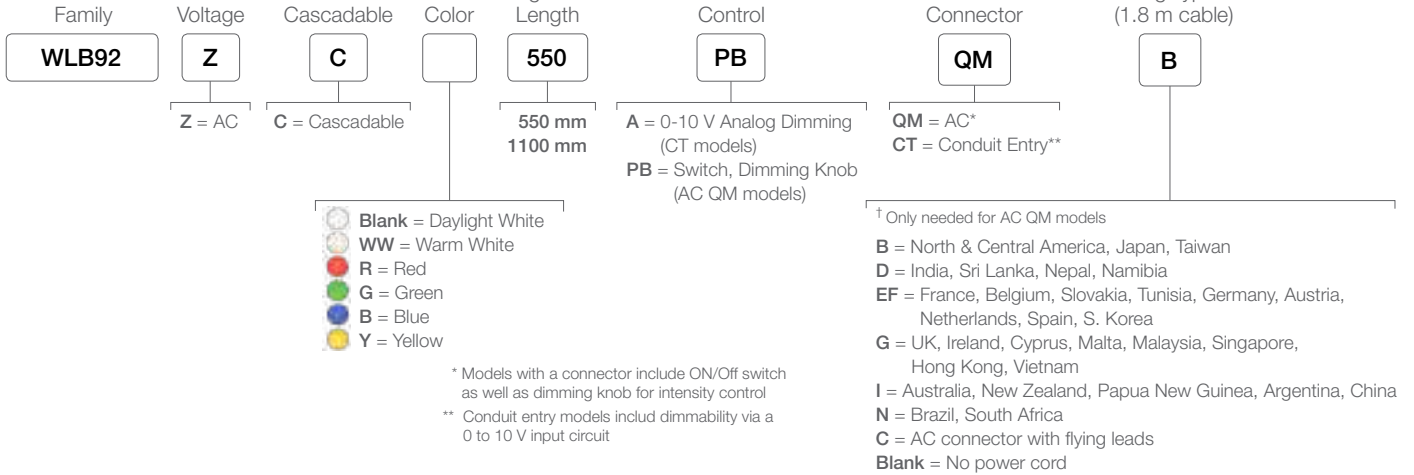 Family
Voltage
Cascadable
Color
Length
Control
Connector
(1.8 m cable)
WLB92
Z
C
550
PB
QM
B
Z = AC
C = Cascadable
550 mm
1100 mm
A = 0-10 V Analog Dimming
(CT models)
PB = Switch, Dimming Knob
(AC QM models)
QM = AC*
CT = Conduit Entry**
Blank = Daylight White
WW = Warm White
R = Red
G = Green
B = Blue
Y = Yellow
* Models with a connector include ON/Off switch
as well as dimming knob for intensity control
** Conduit entry models includ dimmability via a
0 to 10 V input circuit
† Only needed for AC QM models
B = North & Central America, Japan, Taiwan
D = India, Sri Lanka, Nepal, Namibia
EF = France, Belgium, Slovakia, Tunisia, Germany, Austria,
Netherlands, Spain, S. Korea
G = UK, Ireland, Cyprus, Malta, Malaysia, Singapore,
Hong Kong, Vietnam
I = Australia, New Zealand, Papua New Guinea, Argentina, China
N = Brazil, South Africa
C = AC connector with flying leads
Blank = No power cord